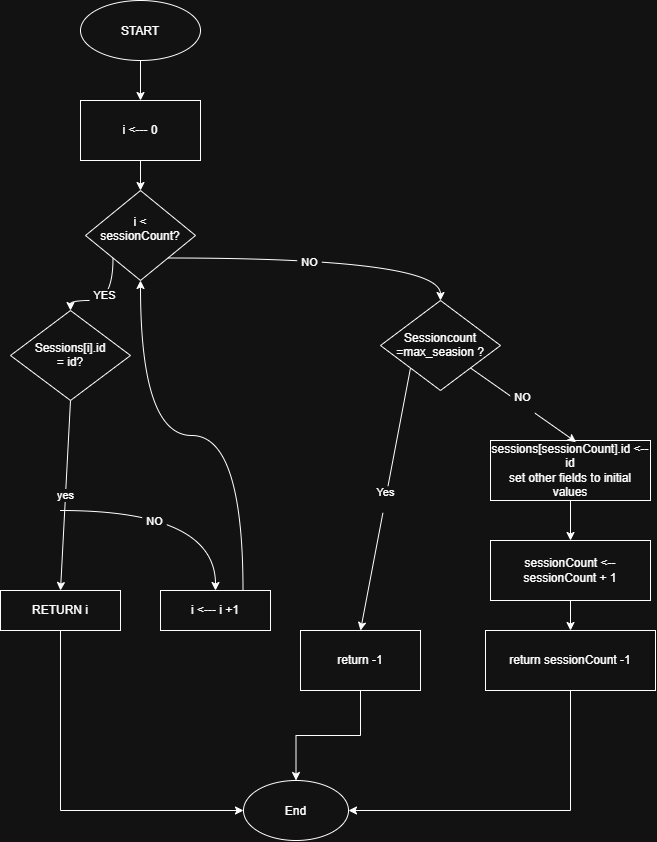 START
i <--- 0
i <
sessionCount?
NO
YES
Sessions[i].id
= id?
Sessioncount
=max_seasion ?
NO
sessions[sessionCount].id <--
id
set other fields to initial
values
yes
Yes
NO
sessionCount <--
sessionCount + 1
RETURN i
i <--- i +1
return -1
return sessionCount -1
End